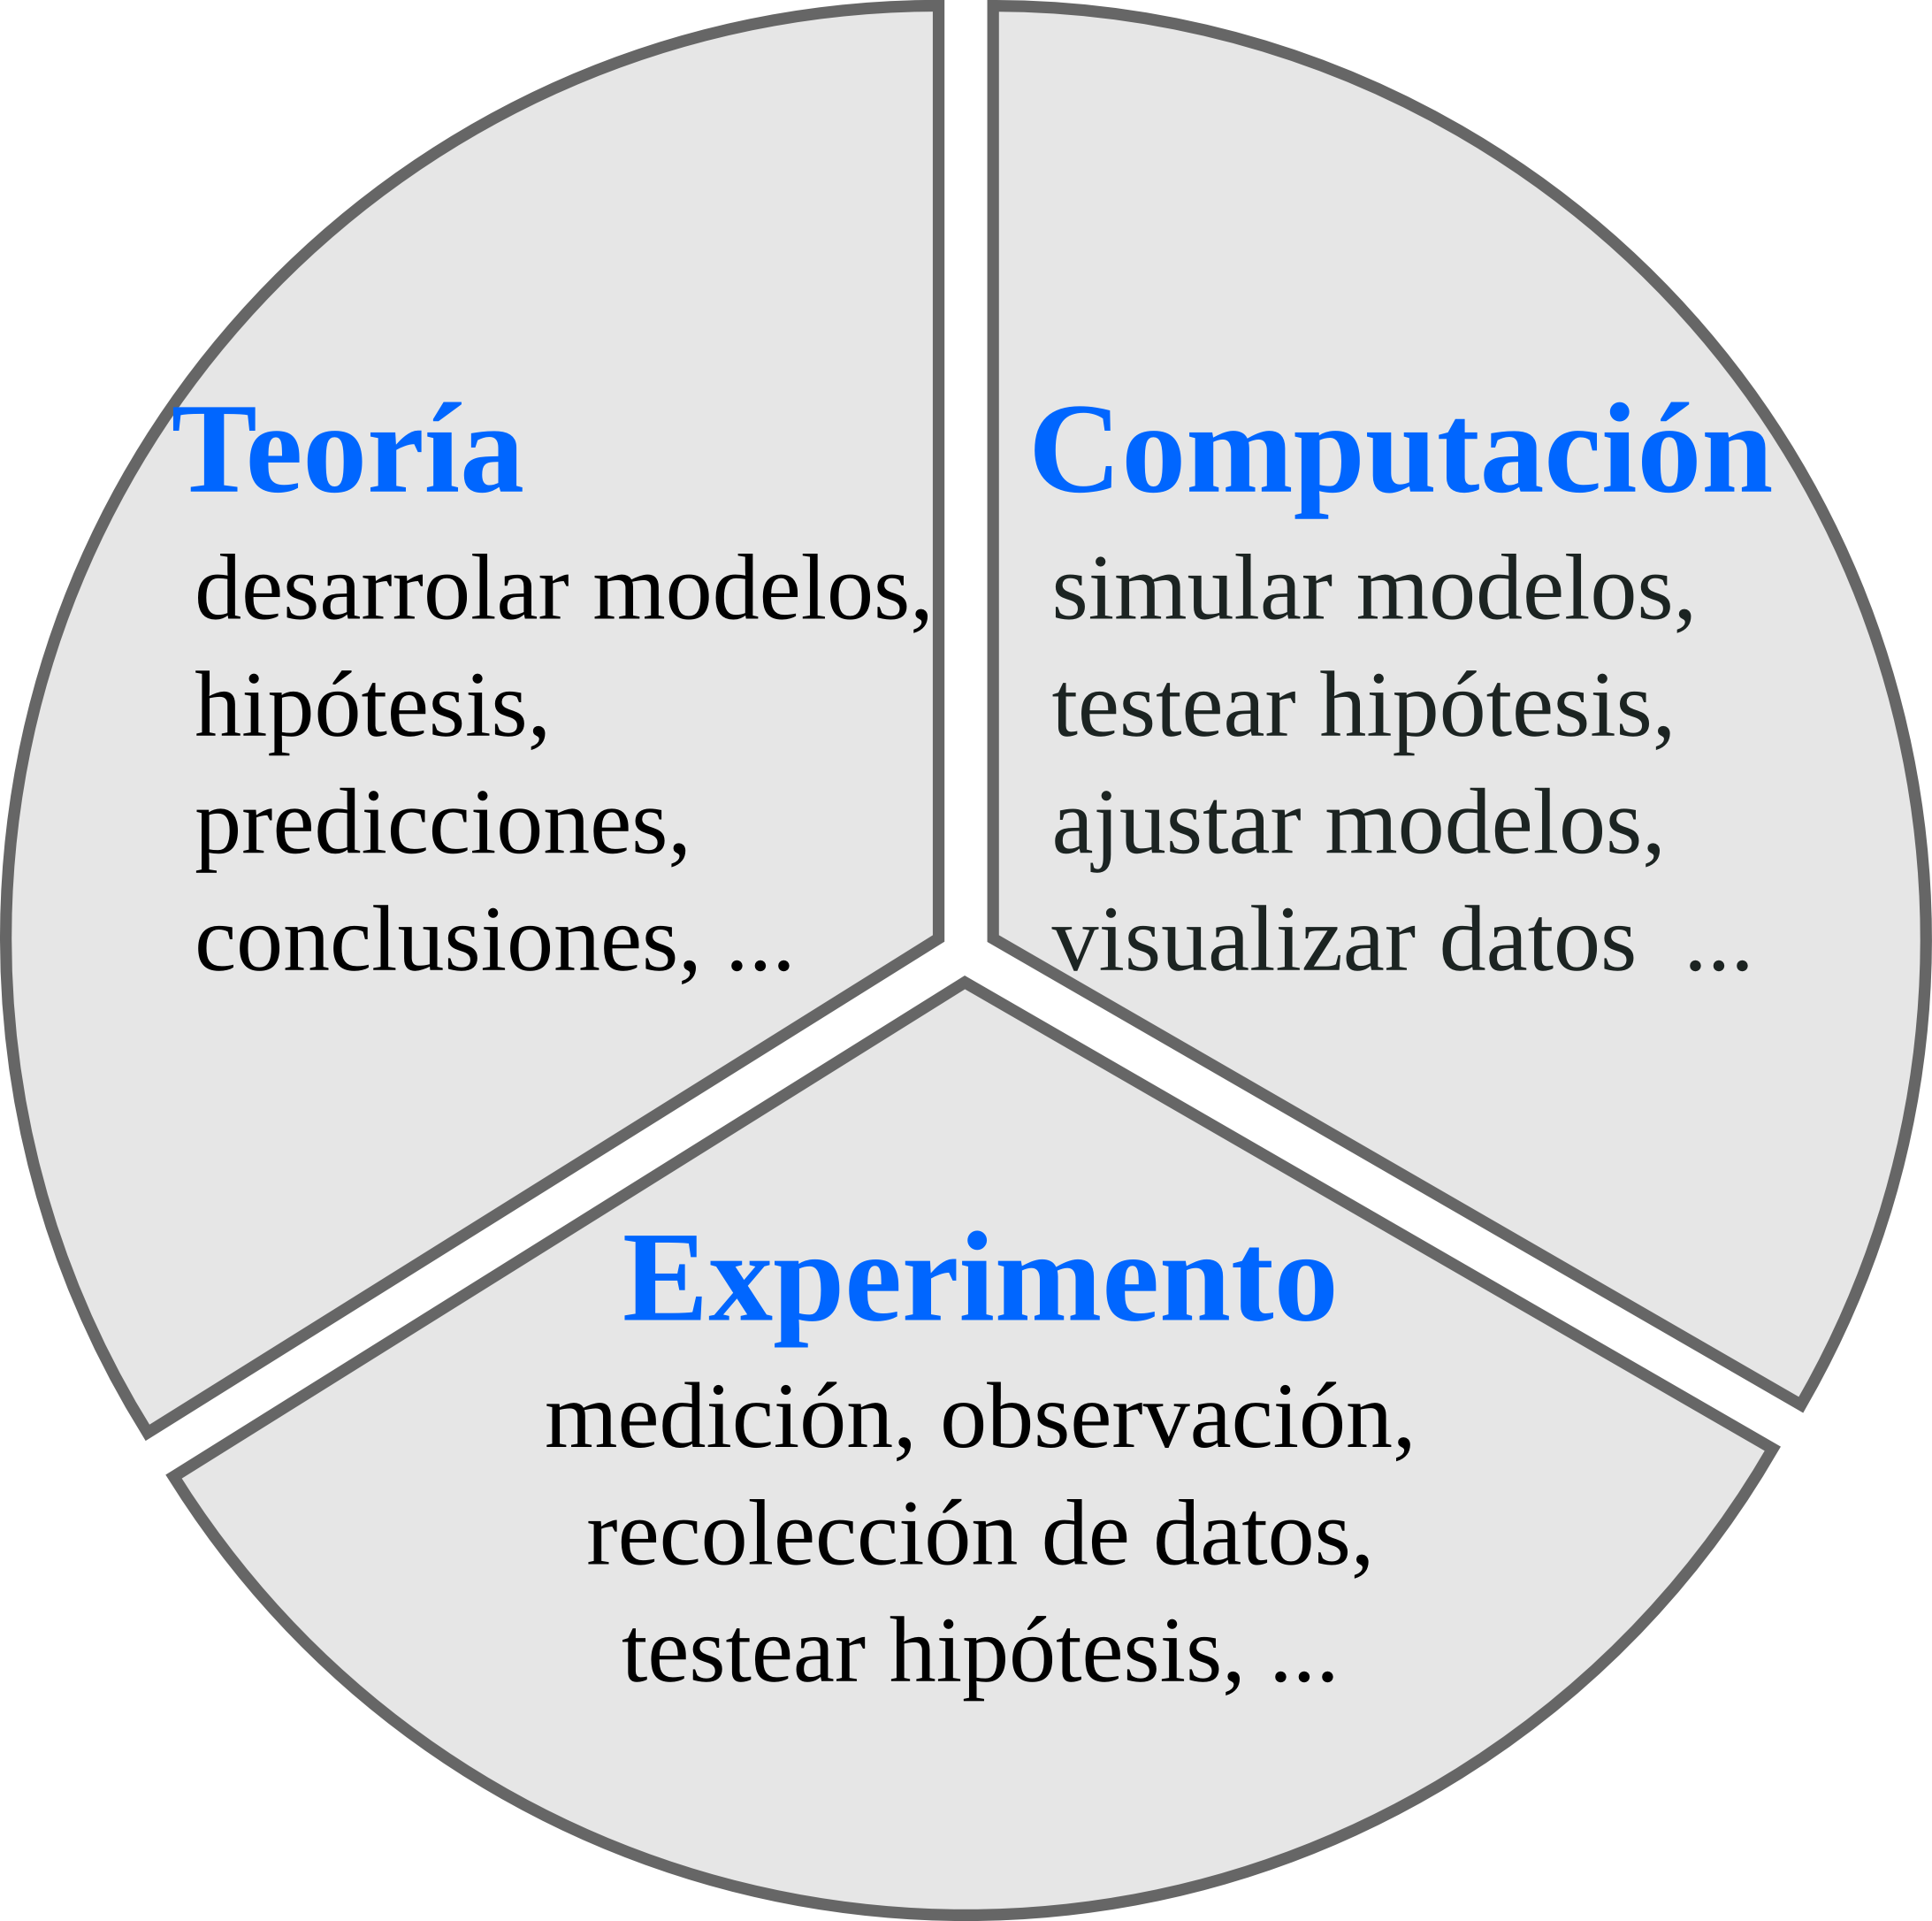 Teoría
desarrolar modelos,
hipótesis,
predicciones,
conclusiones, ...
Computación
simular modelos,
testear hipótesis,
ajustar modelos,
visualizar datos  ...
Experimento
medición, observación,
recolección de datos,
testear hipótesis, ...